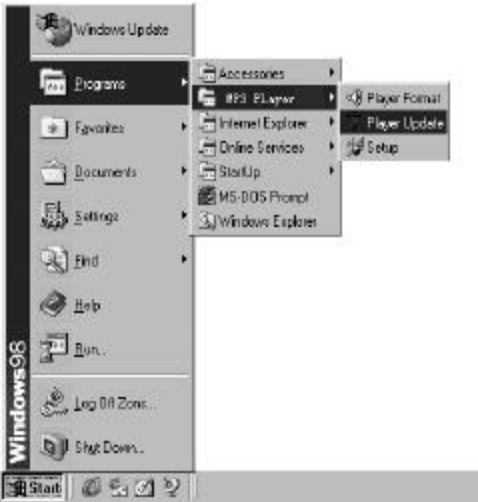 Windows Update
Programs
Favorites
Documents
Settings
Find
Help
Run...
Log Off Zons...
Shut Down...
Windows98
Start
Accessories
MP3 Player
Internet Explorer
Online Services
StartUp
MS-DOS Prompt
Windows Explorer
Player Format
Player Update
Setup